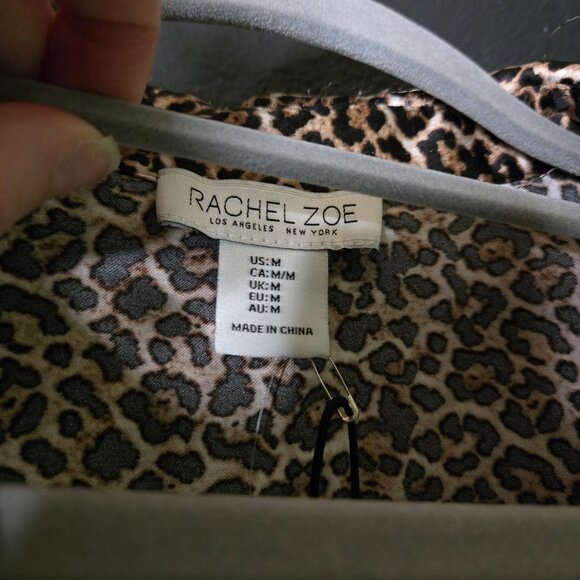 RACHEL ZOE
LOS ANGELES NEW YORK
US: M
CA: M/M
UK: M
EU: M
AU: M
MADE IN CHINA